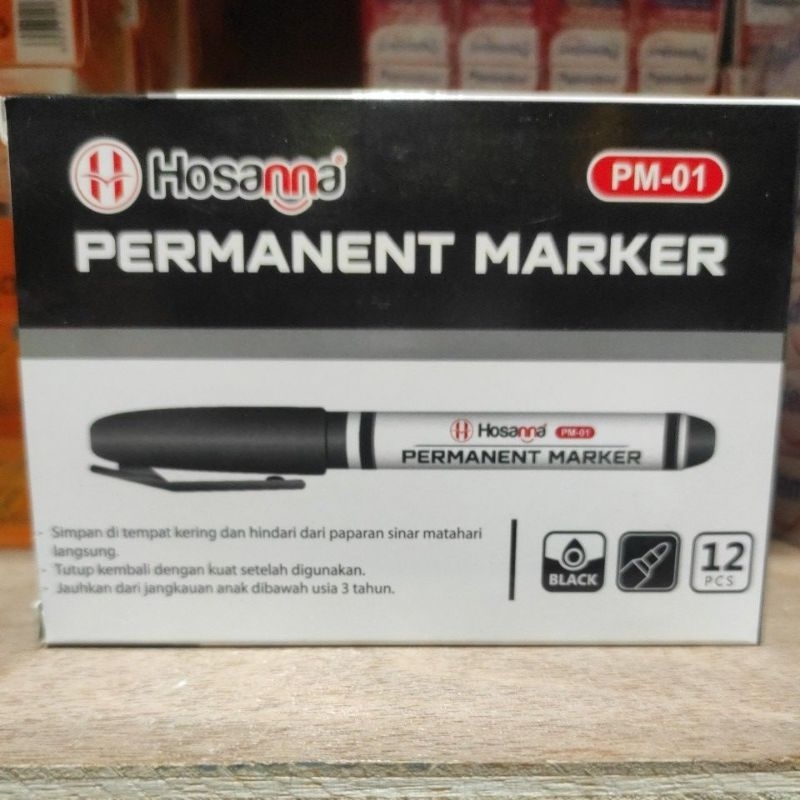 Hosanna
PM-01
PERMANENT MARKER
Hosanna PM-01
PERMANENT MARKER
- Simpan di tempat kering dan hindari dari paparan sinar matahari
langsung.
- Tutup kembali dengan kuat setelah digunakan.
- Jauhkan dari jangkauan anak dibawah usia 3 tahun.
BLACK
12
PCS